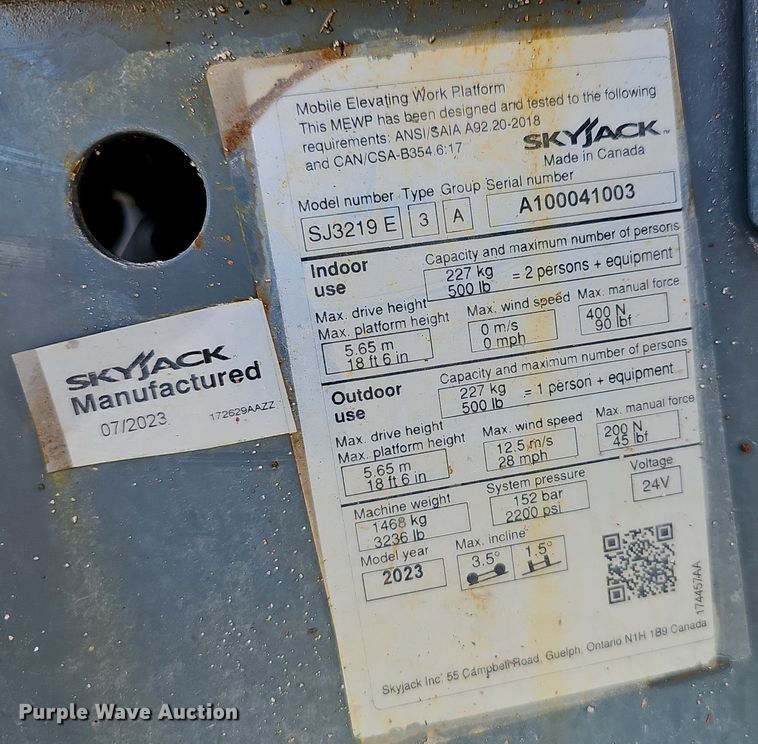 Mobile Elevating Work Platform
This MEWP has been designed and tested to the following
requirements: ANSI/SAIA A92.20-2018
and CAN/CSA-B354.6:17
SKYJACK
Made in Canada
Model number Type Group Serial number
SJ3219 E 3 A A100041003
Indoor use
Capacity and maximum number of persons
227 kg
500 lb
= 2 persons + equipment
Max. drive height
Max. platform height
5.65 m
18 ft 6 in
Max. wind speed
0 m/s
0 mph
Max. manual force
400 N
90 lbf
Outdoor use
Capacity and maximum number of persons
227 kg
500 lb
= 1 person + equipment
Max. drive height
Max. platform height
5.65 m
18 ft 6 in
Max. wind speed
12.5 m/s
28 mph
Max. manual force
200 N
45 lbf
Machine weight
1468 kg
3236 lb
System pressure
152 bar
2200 psi
Voltage
24V
Model year
2023
Max. incline
3.5° 1.5°
174457AA
Skyjack Inc. 55 Campbell Road, Guelph, Ontario N1H 1B9 Canada
SKYJACK
Manufactured
07/2023 172629AAZZ
Purple Wave Auction